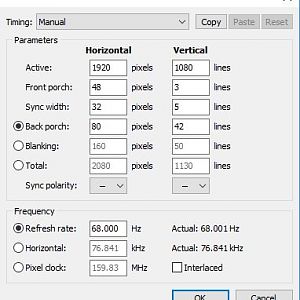 Timing: Manual Copy Paste Reset
Parameters
Horizontal Vertical
Active: 1920 pixels 1080 lines
Front porch: 48 pixels 3 lines
Sync width: 32 pixels 5 lines
Back porch: 80 pixels 42 lines
Blanking: 160 pixels 50 lines
Total: 2080 pixels 1130 lines
Sync polarity: – –
Frequency
Refresh rate: 68.000 Hz Actual: 68.001 Hz
Horizontal: 76.841 kHz Actual: 76.841 kHz
Pixel clock: 159.83 MHz Interlaced
OK Cancel